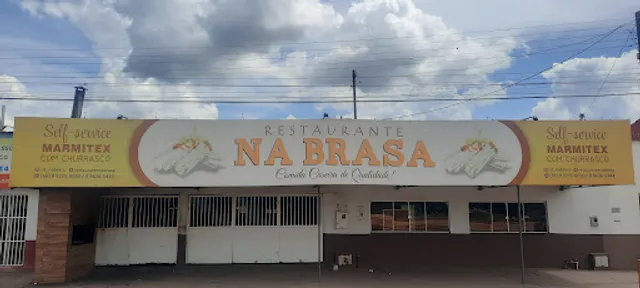 Self-service
MARMITEX
COM CHURRASCO
RESTAURANTE
NA BRASA
Comida Caseira de Qualidade!
Self-service
MARMITEX
COM CHURRASCO